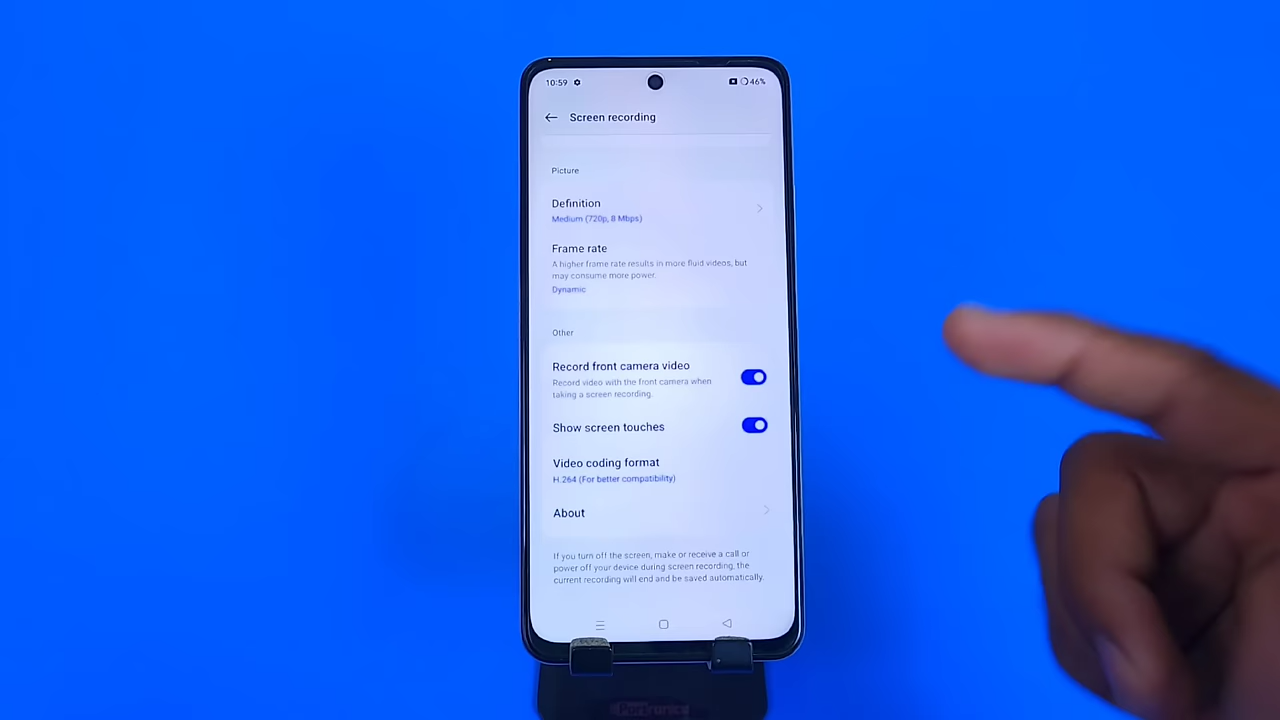 10:59
46%
Screen recording
Picture
Definition
Medium (720p, 8 Mbps)
Frame rate
A higher frame rate results in more fluid videos, but
may consume more power.
Dynamic
Other
Record front camera video
Record video with the front camera when
taking a screen recording.
Show screen touches
Video coding format
H.264 (For better compatibility)
About
If you turn off the screen, make or receive a call or
power off your device during screen recording, the
current recording will end and be saved automatically.
Portronics